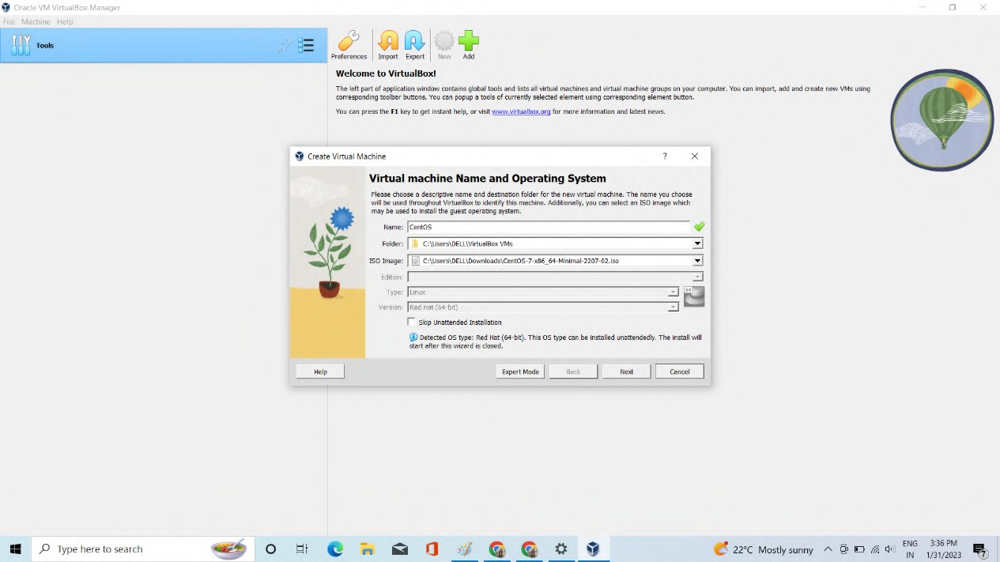 Oracle VM VirtualBox Manager
File Machine Help
Tools
Preferences Import Export New Add
Welcome to VirtualBox!
The left part of application window contains global tools and lists all virtual machines and virtual machine groups on your computer. You can import, add and create new VMs using
corresponding toolbar buttons. You can popup a tools of currently selected element using corresponding element button.
You can press the F1 key to get instant help, or visit www.virtualbox.org for more information and latest news.
Create Virtual Machine ?
Virtual machine Name and Operating System
Please choose a descriptive name and destination folder for the new virtual machine. The name you choose
will be used throughout VirtualBox to identify this machine. Additionally, you can select an ISO image which
may be used to install the guest operating system.
Name: CentOS
Folder: C:\Users\DELL\VirtualBox VMs
ISO Image: C:\Users\DELL\Downloads\CentOS-7-x86_64-Minimal-2207-02.iso
Edition:
Type: Linux
64
Version: Red Hat (64-bit)
Skip Unattended Installation
Detected OS type: Red Hat (64-bit). This OS type can be installed unattendedly. The install will
start after this wizard is closed.
Help Expert Mode Back Next Cancel
Type here to search
22°C Mostly sunny
ENG
IN
3:36 PM
1/31/2023
7